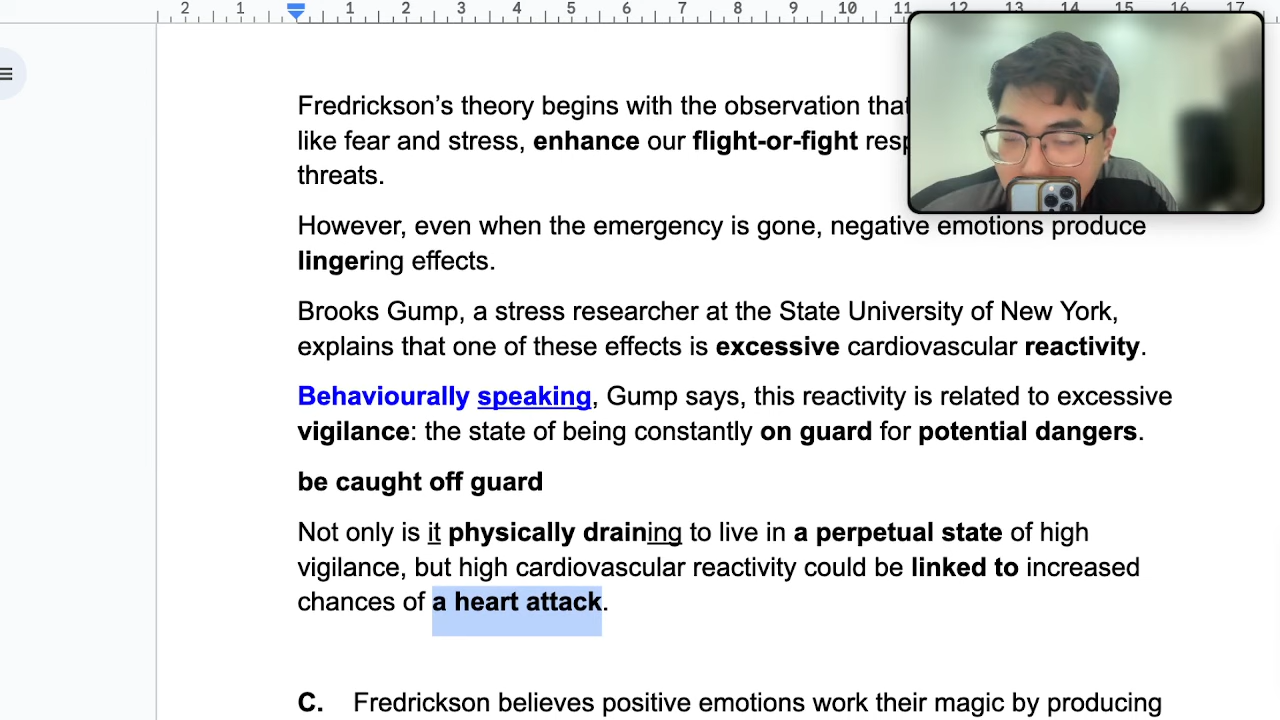 2 1 1 2 3 4 5 6 7 8 9 10 11 12 13 14 15 16 17
Fredrickson’s theory begins with the observation that
like fear and stress, enhance our flight-or-fight
threats.
However, even when the emergency is gone, negative emotions produce
lingering effects.
Brooks Gump, a stress researcher at the State University of New York,
explains that one of these effects is excessive cardiovascular reactivity.
Behaviourally speaking, Gump says, this reactivity is related to excessive
vigilance: the state of being constantly on guard for potential dangers.
be caught off guard
Not only is it physically draining to live in a perpetual state of high
vigilance, but high cardiovascular reactivity could be linked to increased
chances of a heart attack.
C. Fredrickson believes positive emotions work their magic by producing